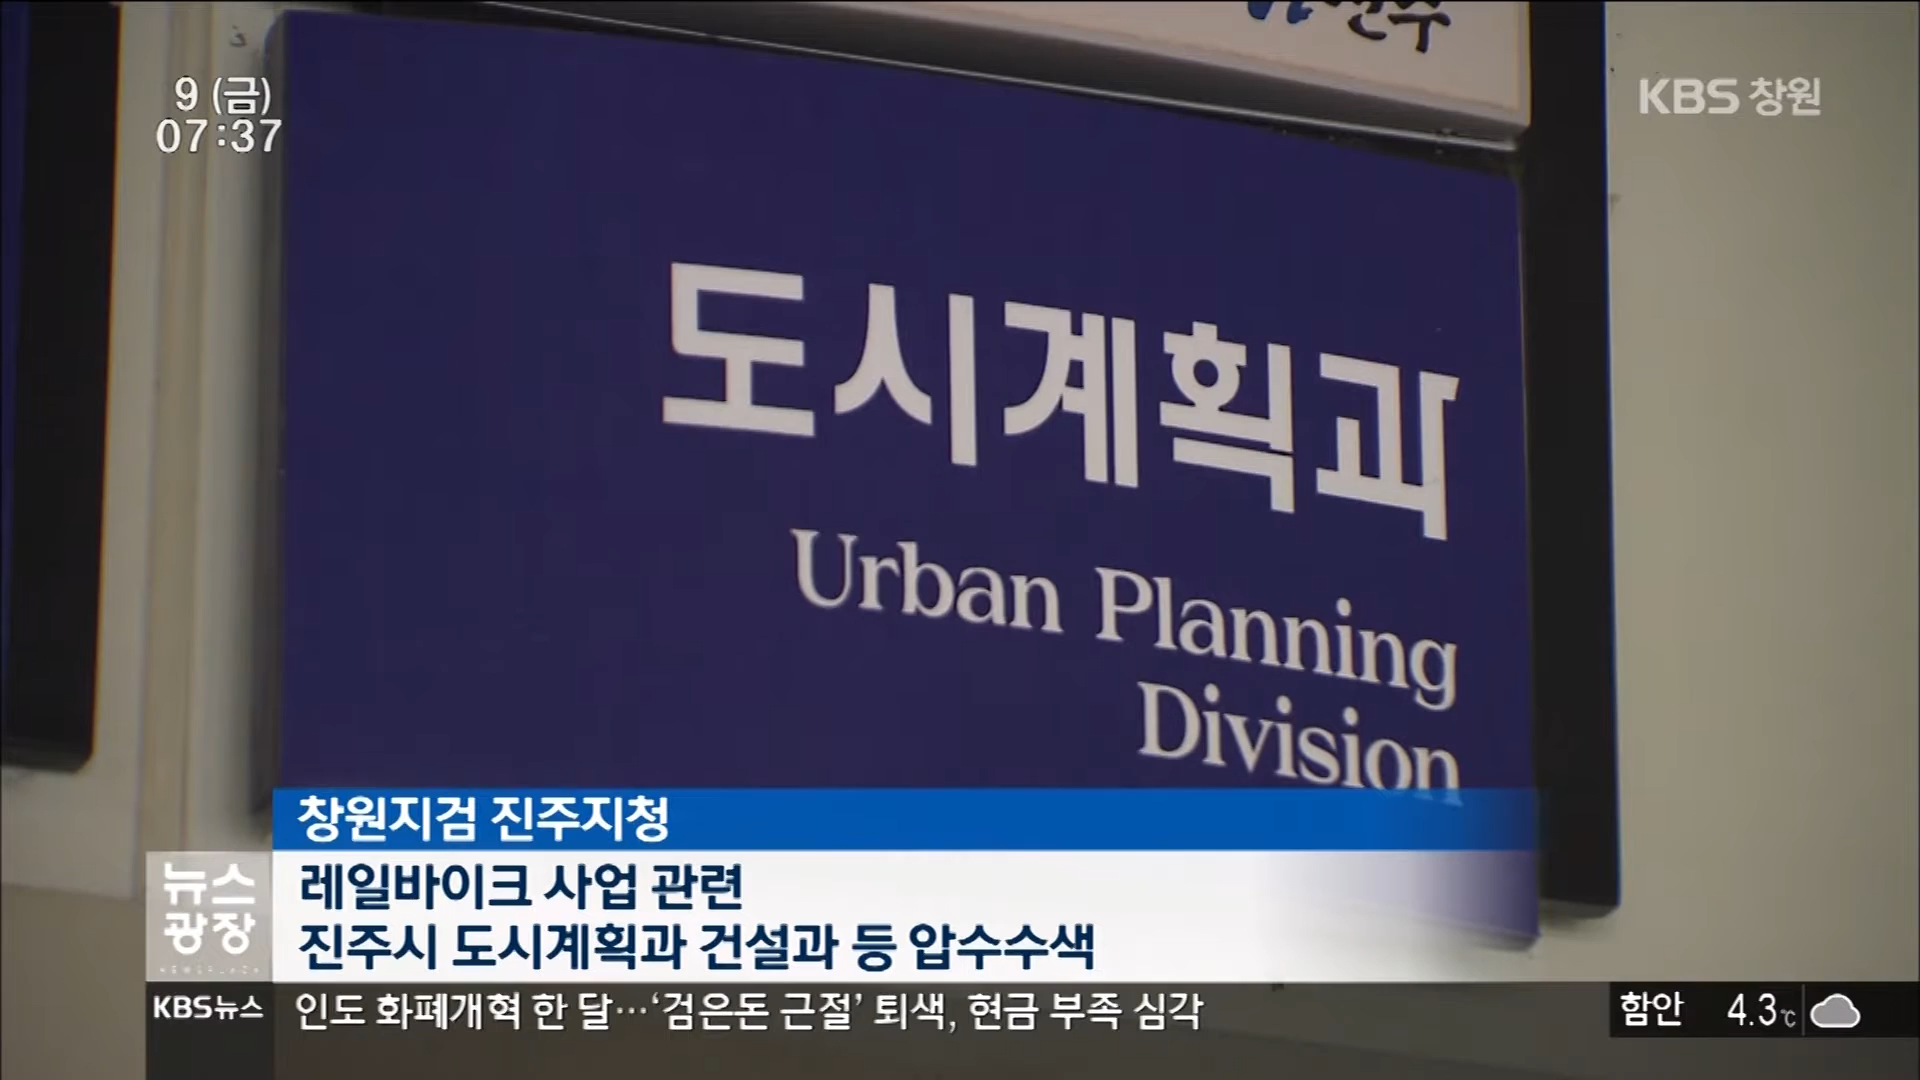 9 (금)
07:37
KBS 창원
진주
도시계획과
Urban Planning
Division
창원지검 진주지청
뉴스
광장
레일바이크 사업 관련
진주시 도시계획과 건설과 등 압수수색
KBS뉴스
인도 화폐개혁 한 달…‘검은돈 근절’ 퇴색, 현금 부족 심각
함안 4.3℃